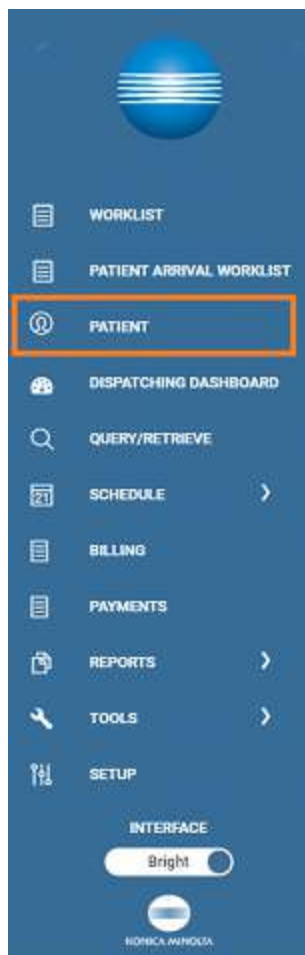 WORKLIST
PATIENT ARRIVAL WORKLIST
PATIENT
DISPATCHING DASHBOARD
QUERY/RETRIEVE
21
SCHEDULE
BILLING
PAYMENTS
REPORTS
TOOLS
SETUP
INTERFACE
Bright
KONICA MINOLTA